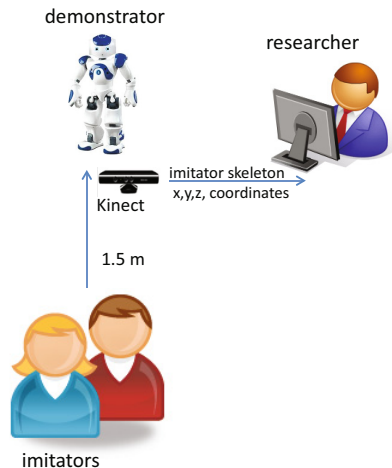 demonstrator
researcher
imitator skeleton
x,y,z, coordinates
Kinect
1.5 m
imitators